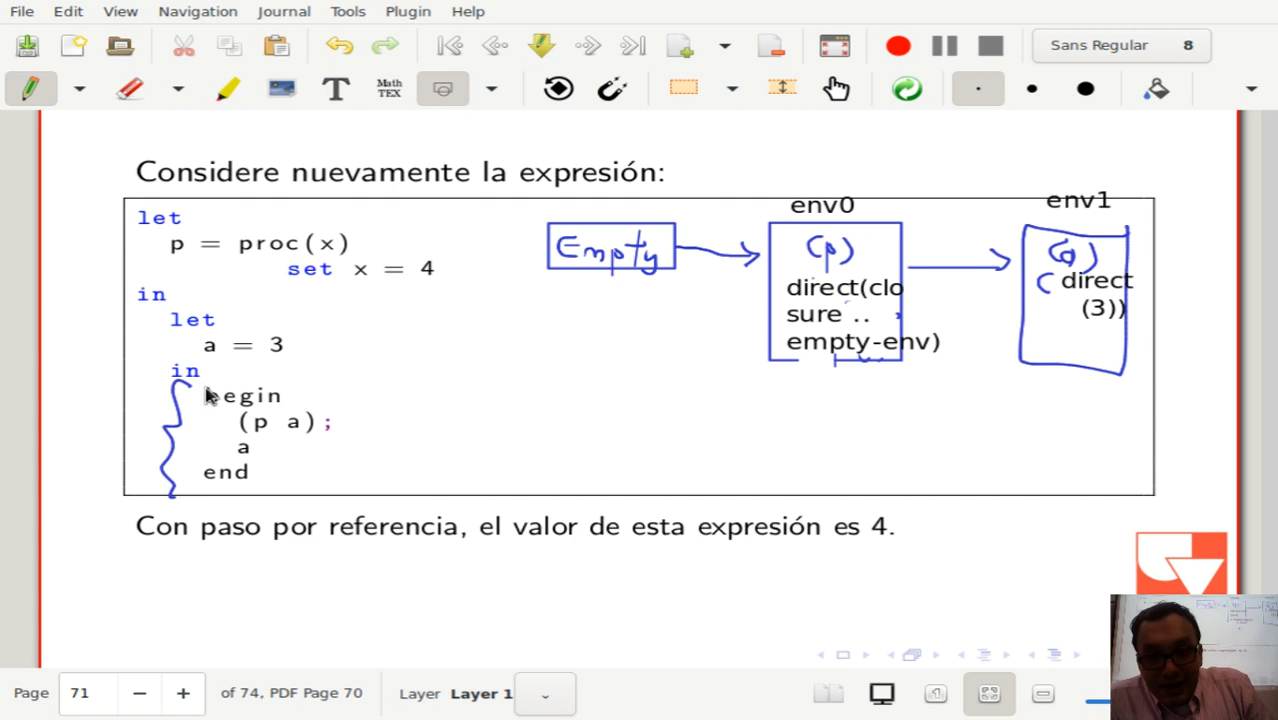 File Edit View Navigation Journal Tools Plugin Help
Sans Regular 8
T Math TEX
Considere nuevamente la expresión:
let
p = proc(x)
set x = 4
in
let
a = 3
in
begin
(p a);
a
end
Empty
env0
(p)
direct(clo
sure ..
empty-env)
env1
(a)
( direct
(3))
Con paso por referencia, el valor de esta expresión es 4.
Page 71 − + of 74, PDF Page 70 Layer Layer 1